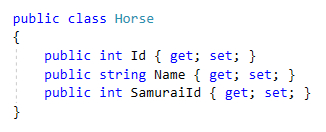 public class Horse
{
    public int Id { get; set; }
    public string Name { get; set; }
    public int SamuraiId { get; set; }
}